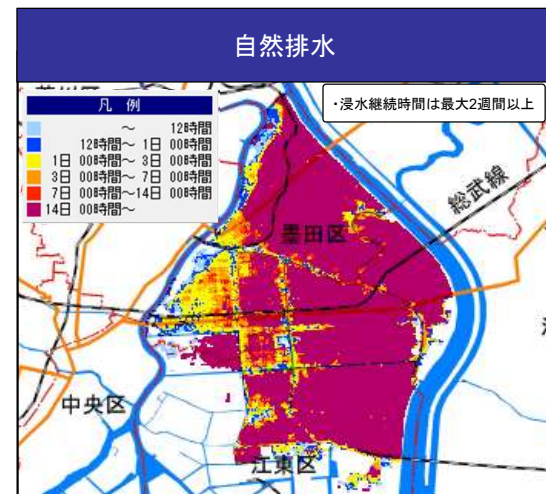 自然排水
・浸水継続時間は最大2週間以上
凡 例
～ 12時間
12時間～ 1日 00時間
1日 00時間～ 3日 00時間
3日 00時間～ 7日 00時間
7日 00時間～14日 00時間
14日 00時間～
総武線
墨田区
中央区
江東区